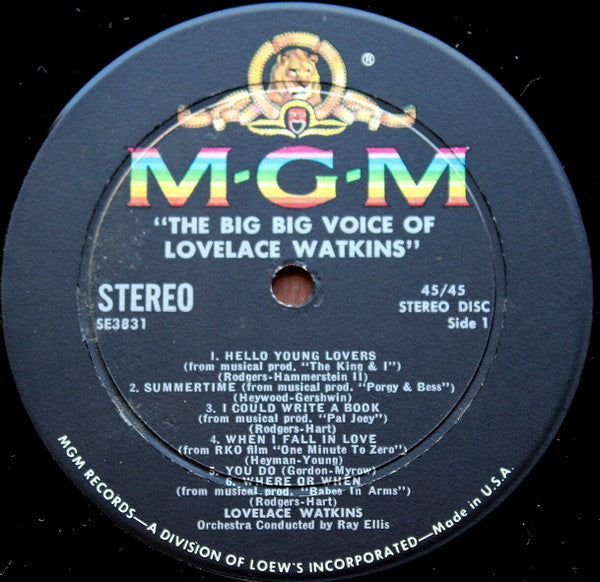 ®
M-G-M
"THE BIG BIG VOICE OF
LOVELACE WATKINS"
STEREO
SE3831
45/45
STEREO DISC
Side 1
1. HELLO YOUNG LOVERS
(from musical prod. "The King & I")
(Rodgers-Hammerstein II)
2. SUMMERTIME (from musical prod. "Porgy & Bess")
(Heywood-Gershwin)
3. I COULD WRITE A BOOK
(from musical prod. "Pal Joey")
(Rodgers-Hart)
4. WHEN I FALL IN LOVE
(from RKO film "One Minute To Zero")
(Heyman-Young)
5. YOU DO (Gordon-Myrow)
6. WHERE OR WHEN
(from musical prod. "Babes In Arms")
(Rodgers-Hart)
LOVELACE WATKINS
Orchestra Conducted by Ray Ellis
MGM RECORDS—A DIVISION OF LOEW'S INCORPORATED—Made in U.S.A.